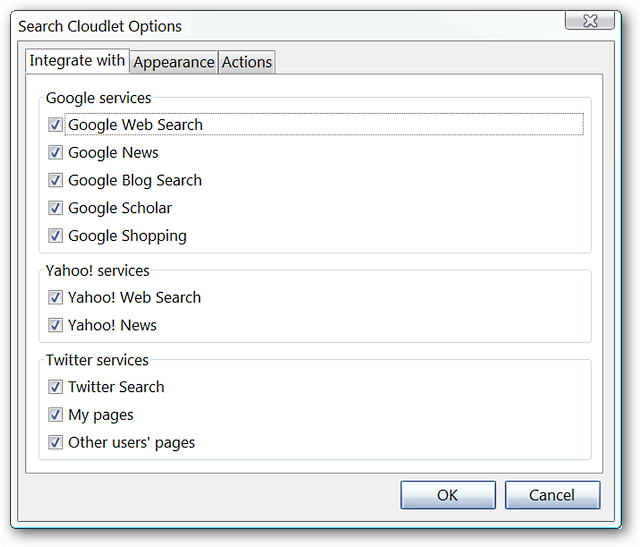 Search Cloudlet Options
Integrate with Appearance Actions
Google services
Google Web Search
Google News
Google Blog Search
Google Scholar
Google Shopping
Yahoo! services
Yahoo! Web Search
Yahoo! News
Twitter services
Twitter Search
My pages
Other users' pages
OK Cancel